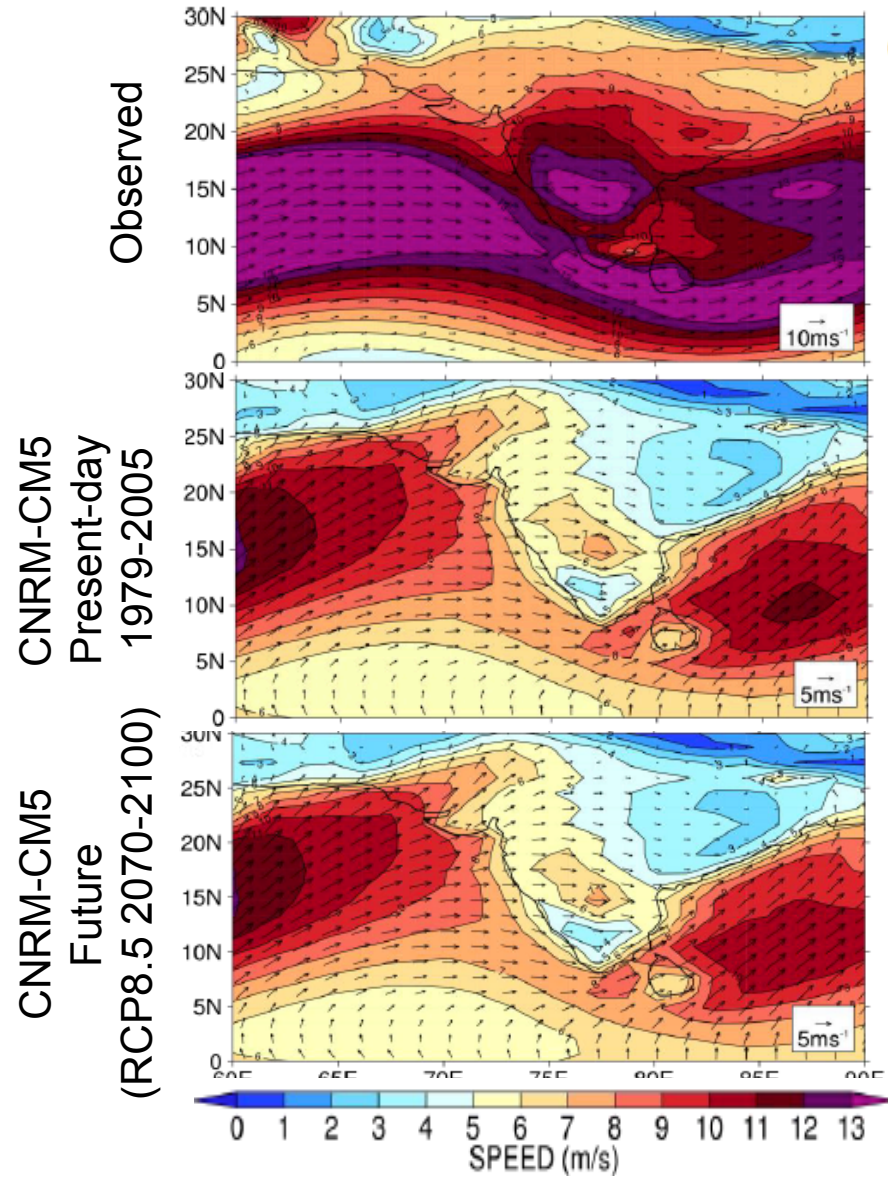 30N
25N
20N
15N
10N
5N
0
Observed
10ms⁻¹
30N
25N
20N
15N
10N
5N
0
CNRM-CM5
Present-day
1979-2005
5ms⁻¹
30N
25N
20N
15N
10N
5N
0
CNRM-CM5
Future
(RCP8.5 2070-2100)
5ms⁻¹
60E 65E 70E 75E 80E 85E 90E
0 1 2 3 4 5 6 7 8 9 10 11 12 13
SPEED (m/s)